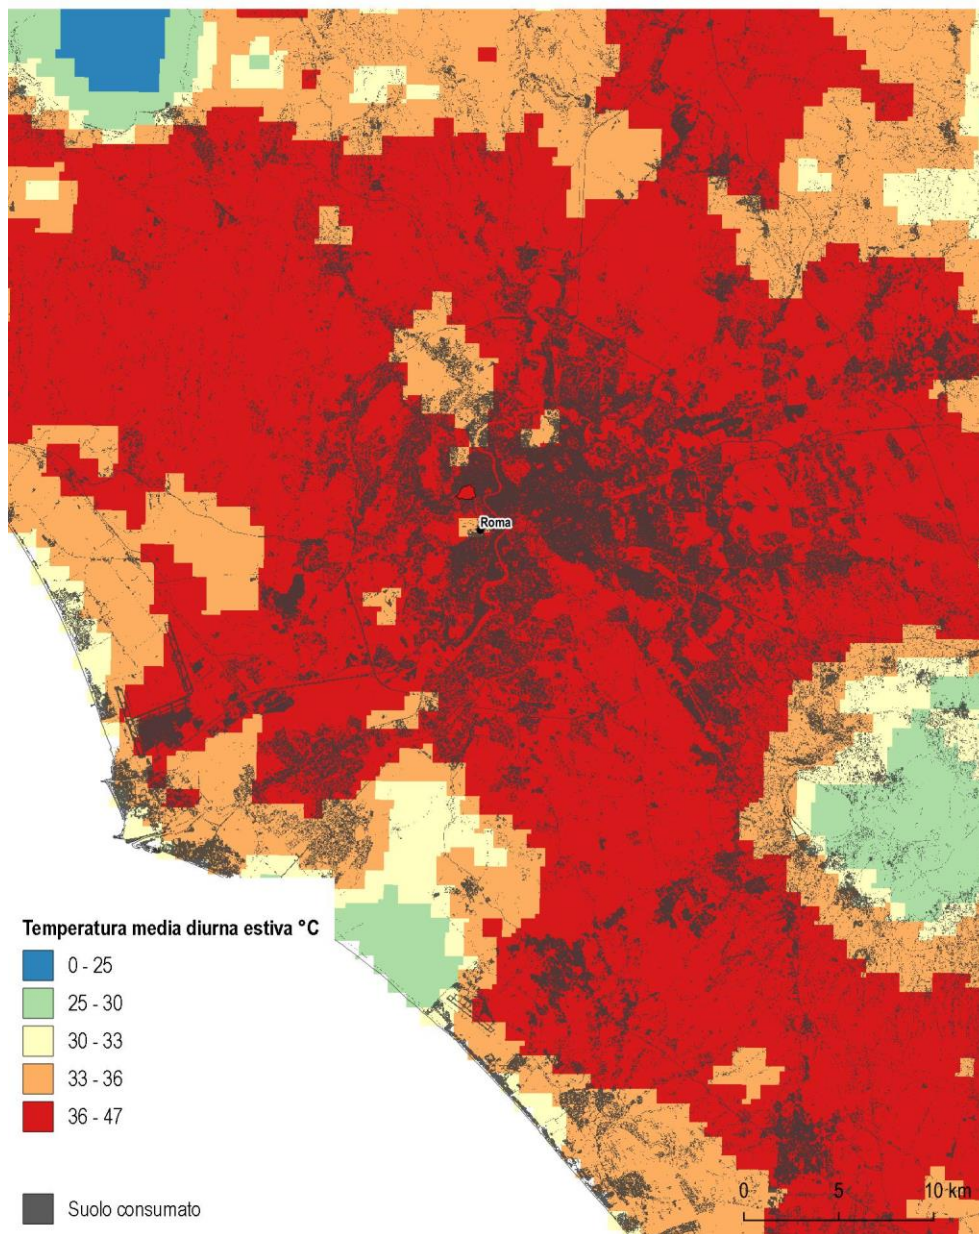 Roma
Temperatura media diurna estiva °C
0 - 25
25 - 30
30 - 33
33 - 36
36 - 47
Suolo consumato
0 5 10 km